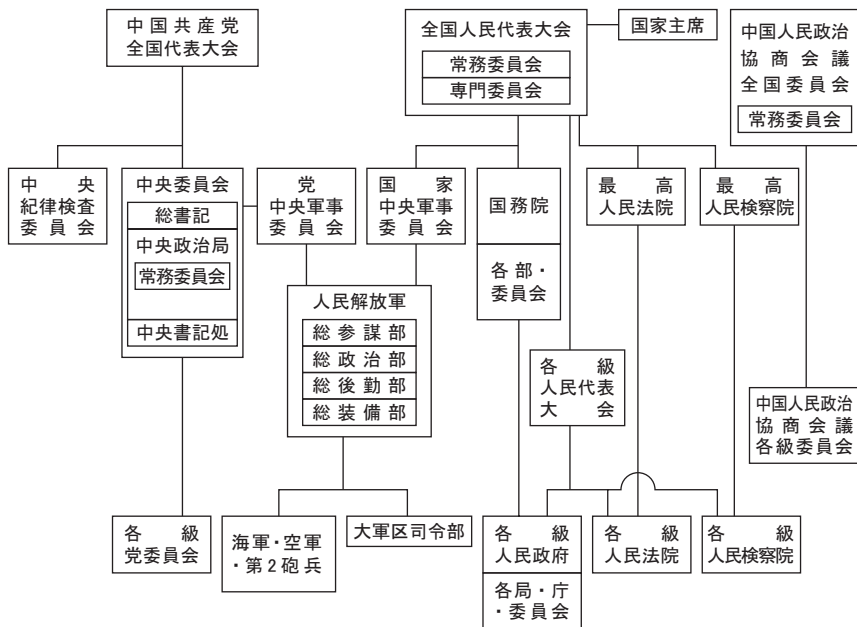 中国共産党
全国代表大会
全国人民代表大会
常務委員会
専門委員会
国家主席
中国人民政治
協商会議
全国委員会
常務委員会
中央
紀律検査
委員会
中央委員会
総書記
中央政治局
常務委員会
中央書記処
党
中央軍事
委員会
国家
中央軍事
委員会
国務院
各部・
委員会
最高
人民法院
最高
人民検察院
人民解放軍
総参謀部
総政治部
総後勤部
総装備部
各級
人民代表
大会
中国人民政治
協商会議
各級委員会
各級
党委員会
海軍・空軍
・第2砲兵
大軍区司令部
各級
人民政府
各局・庁
・委員会
各級
人民法院
各級
人民検察院